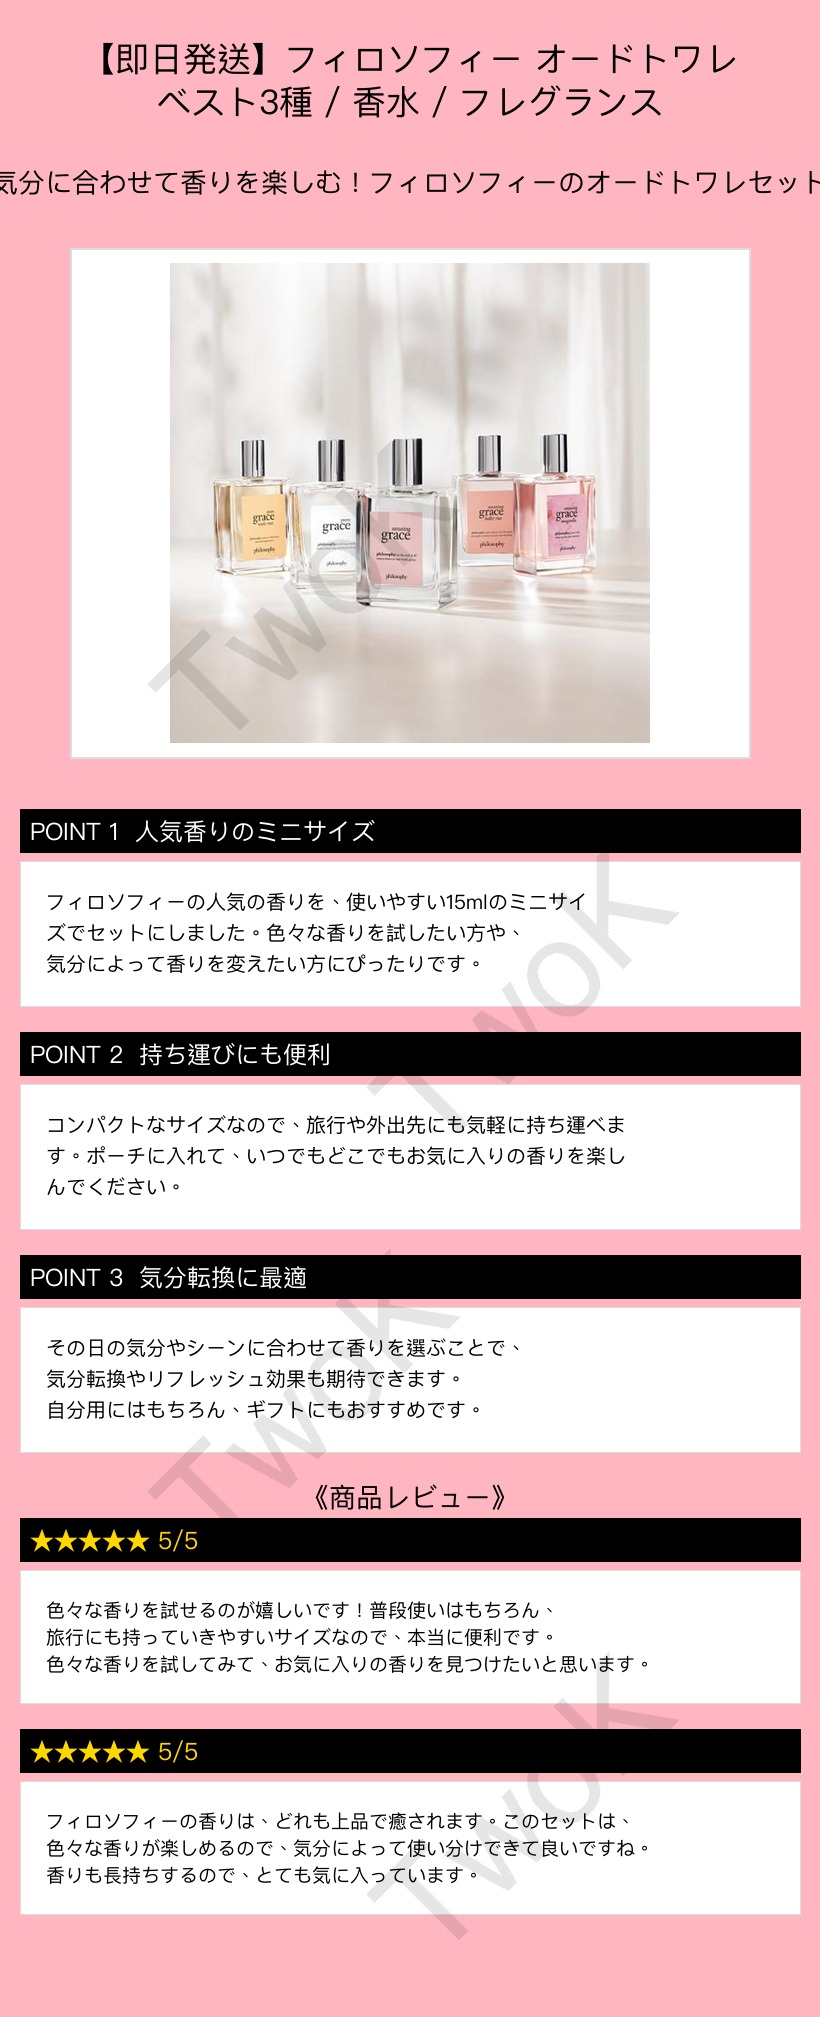 【即日発送】フィロソフィー オードトワレ
ベスト3種 / 香水 / フレグランス
気分に合わせて香りを楽しむ！フィロソフィーのオードトワレセット
pure
grace
nude rose
philosophy
pure
grace
philosophy
amazing
grace
philosophy
amazing
grace
ballet rose
philosophy
amazing
grace
magnolia
philosophy
TwoK
POINT 1 人気香りのミニサイズ
フィロソフィーの人気の香りを、使いやすい15mlのミニサイ
ズでセットにしました。色々な香りを試したい方や、
気分によって香りを変えたい方にぴったりです。
TwoK
POINT 2 持ち運びにも便利
コンパクトなサイズなので、旅行や外出先にも気軽に持ち運べま
す。ポーチに入れて、いつでもどこでもお気に入りの香りを楽し
んでください。
POINT 3 気分転換に最適
その日の気分やシーンに合わせて香りを選ぶことで、
気分転換やリフレッシュ効果も期待できます。
自分用にはもちろん、ギフトにもおすすめです。
TwoK
《商品レビュー》
★★★★★ 5/5
色々な香りを試せるのが嬉しいです！普段使いはもちろん、
旅行にも持っていきやすいサイズなので、本当に便利です。
色々な香りを試してみて、お気に入りの香りを見つけたいと思います。
★★★★★ 5/5
フィロソフィーの香りは、どれも上品で癒されます。このセットは、
色々な香りが楽しめるので、気分によって使い分けできて良いですね。
香りも長持ちするので、とても気に入っています。
TwoK